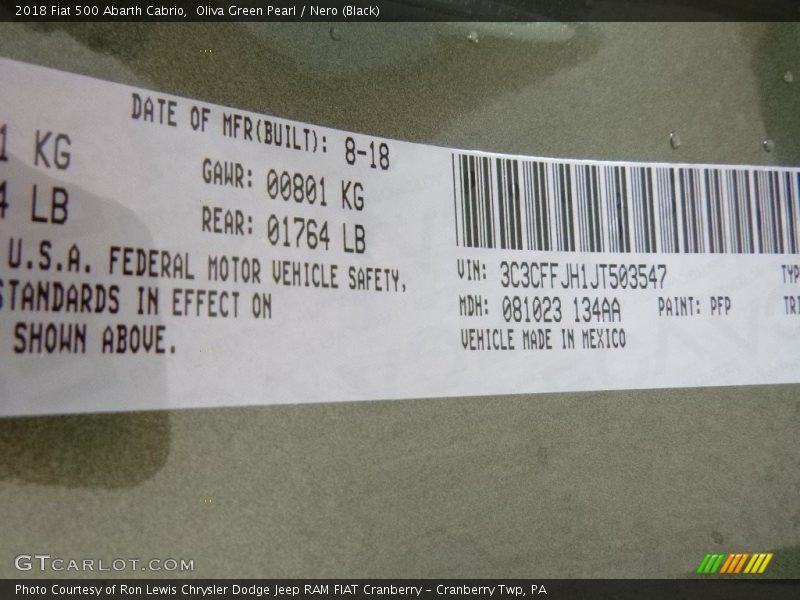 2018 Fiat 500 Abarth Cabrio,  Oliva Green Pearl / Nero (Black)
DATE OF MFR(BUILT): 8-18
KG
GAWR: 00801 KG
LB
REAR: 01764 LB
U.S.A. FEDERAL MOTOR VEHICLE SAFETY,
STANDARDS IN EFFECT ON
SHOWN ABOVE.
VIN: 3C3CFFJH1JT503547
TYP
MDH: 081023 134AA PAINT: PFP
TRI
VEHICLE MADE IN MEXICO
GTCARLOT.COM
Photo Courtesy of Ron Lewis Chrysler Dodge Jeep RAM FIAT Cranberry – Cranberry Twp, PA